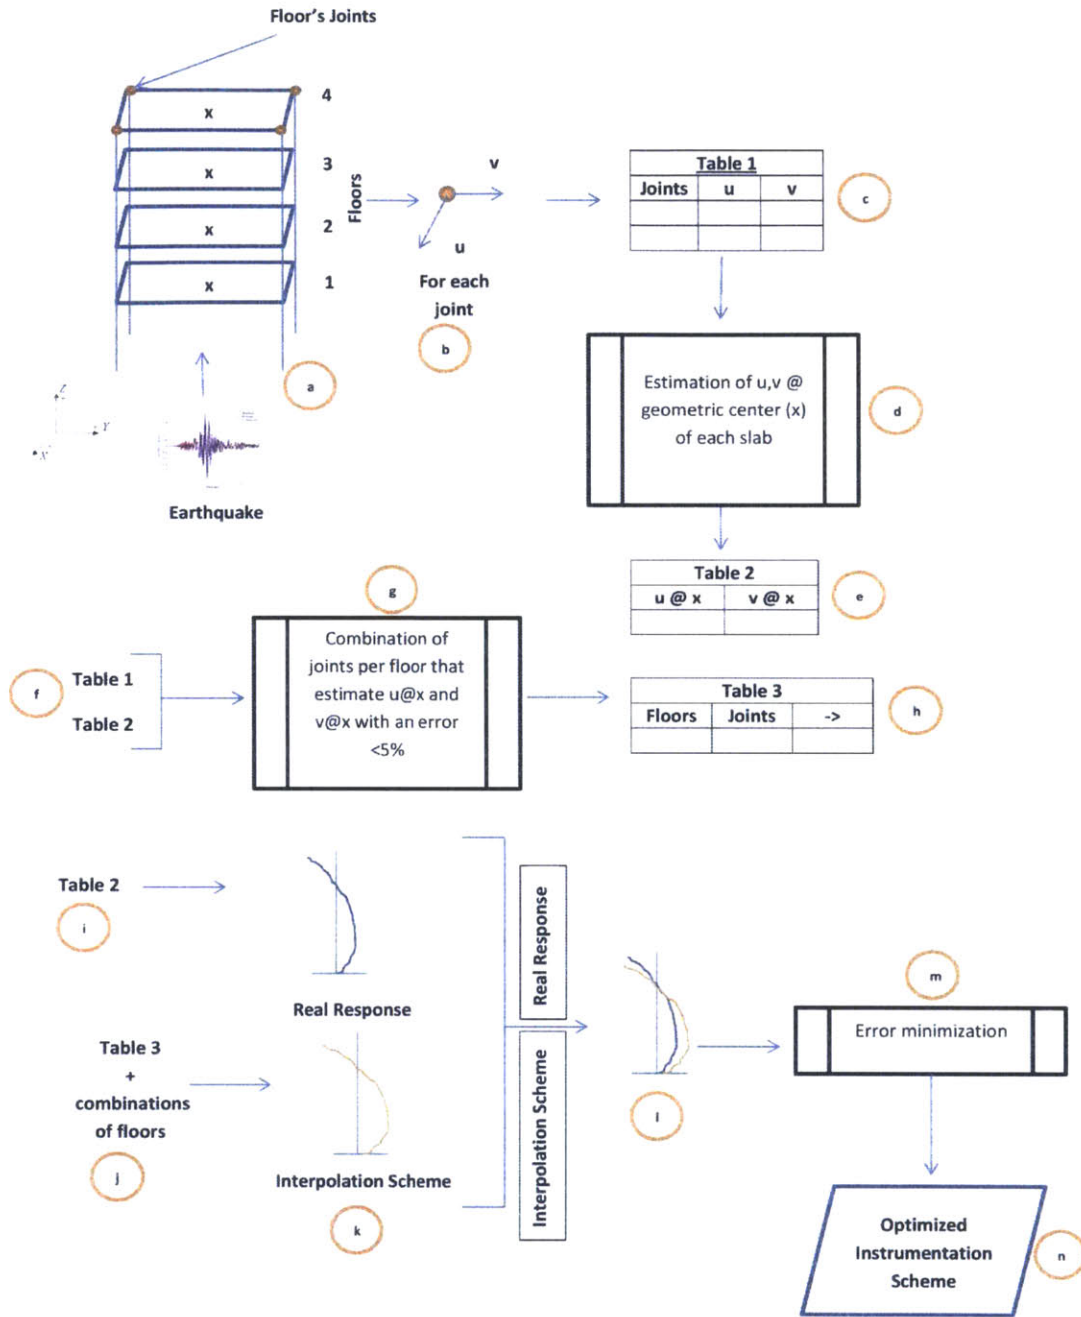 Floor's Joints
4
x
3
x
Floors
2
x
1
x
v
u
For each
joint
b
Table 1
Joints u v
c
a
Z
Y
X
Earthquake
Estimation of u,v @
geometric center (x)
of each slab
d
Table 2
u @ x v @ x
e
g
f
Table 1
Table 2
Combination of
joints per floor that
estimate u@x and
v@x with an error
<5%
Table 3
Floors Joints ->
h
Table 2
i
Real Response
Table 3
+
combinations
of floors
j
Interpolation Scheme
k
Real Response
Interpolation Scheme
l
m
Error minimization
Optimized
Instrumentation
Scheme
n